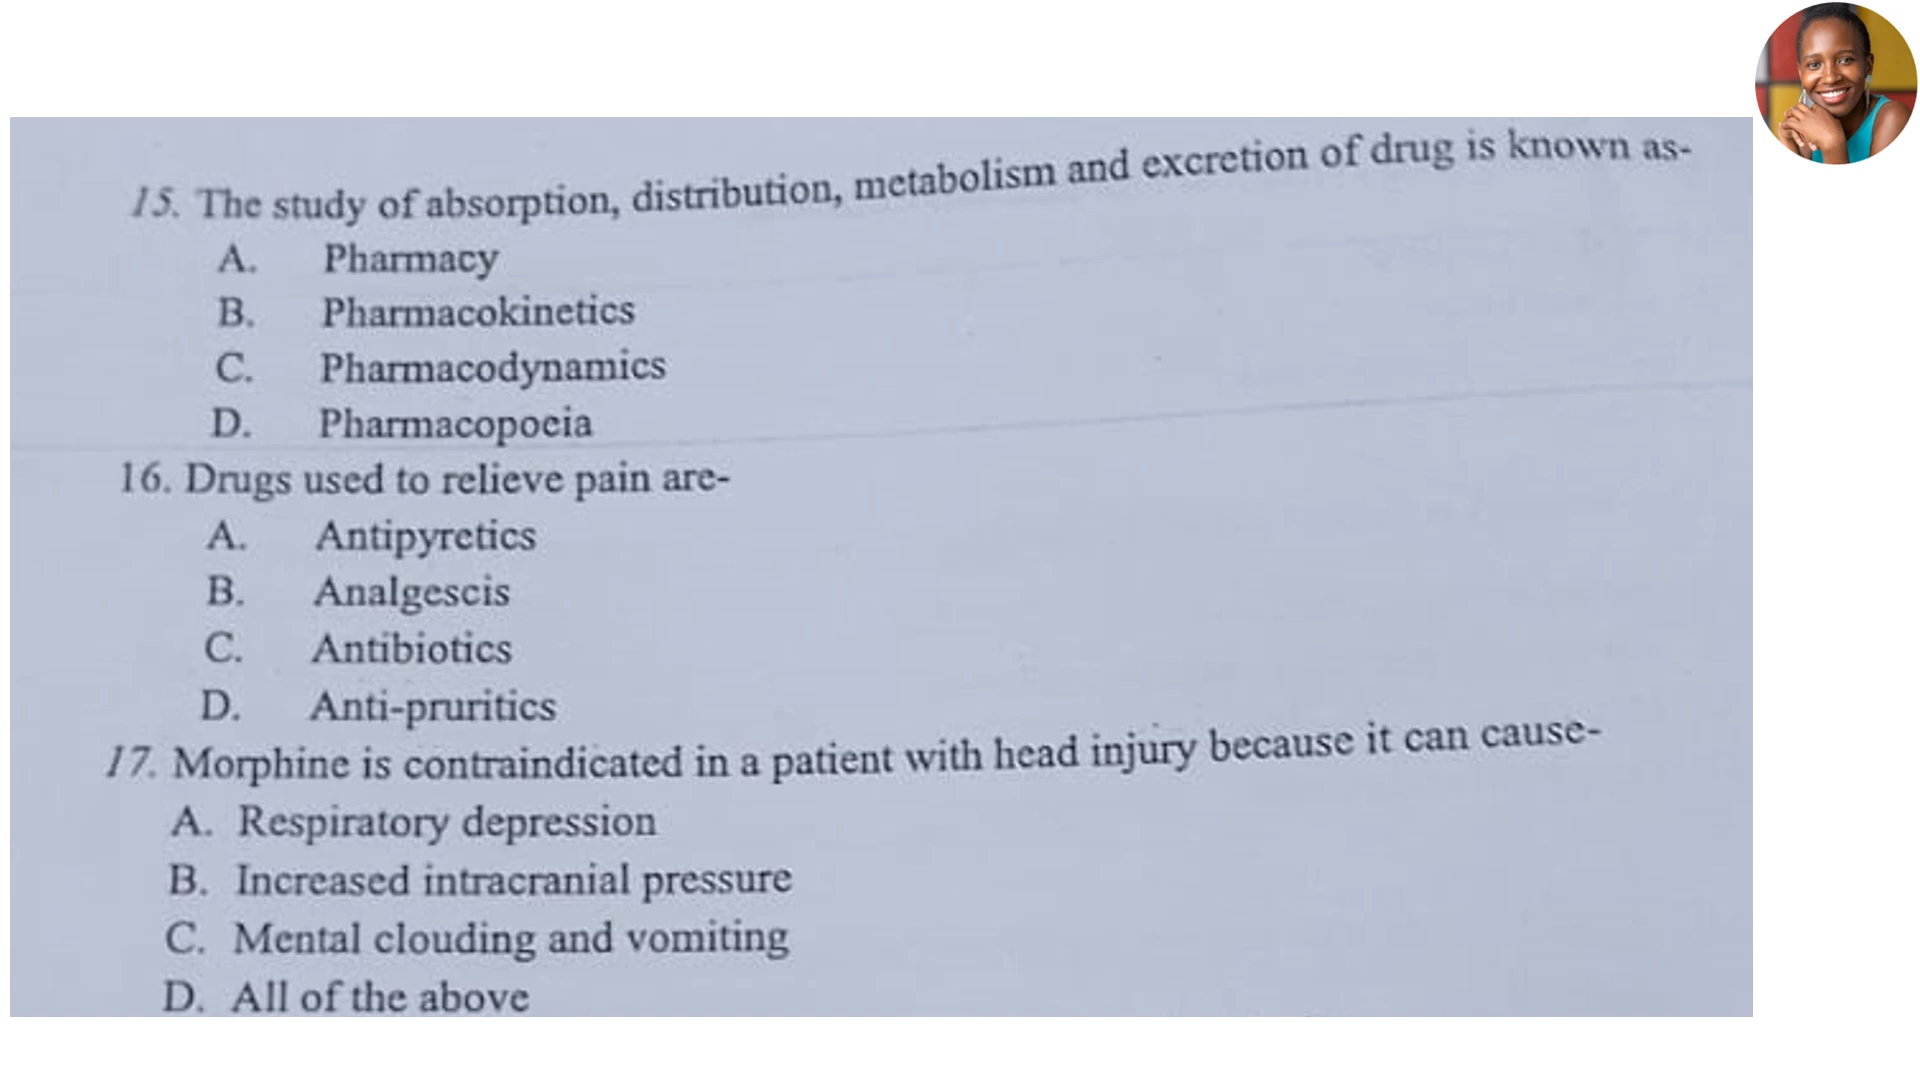 15. The study of absorption, distribution, metabolism and excretion of drug is known as-
A. Pharmacy
B. Pharmacokinetics
C. Pharmacodynamics
D. Pharmacopoeia
16. Drugs used to relieve pain are-
A. Antipyretics
B. Analgescis
C. Antibiotics
D. Anti-pruritics
17. Morphine is contraindicated in a patient with head injury because it can cause-
A. Respiratory depression
B. Increased intracranial pressure
C. Mental clouding and vomiting
D. All of the above